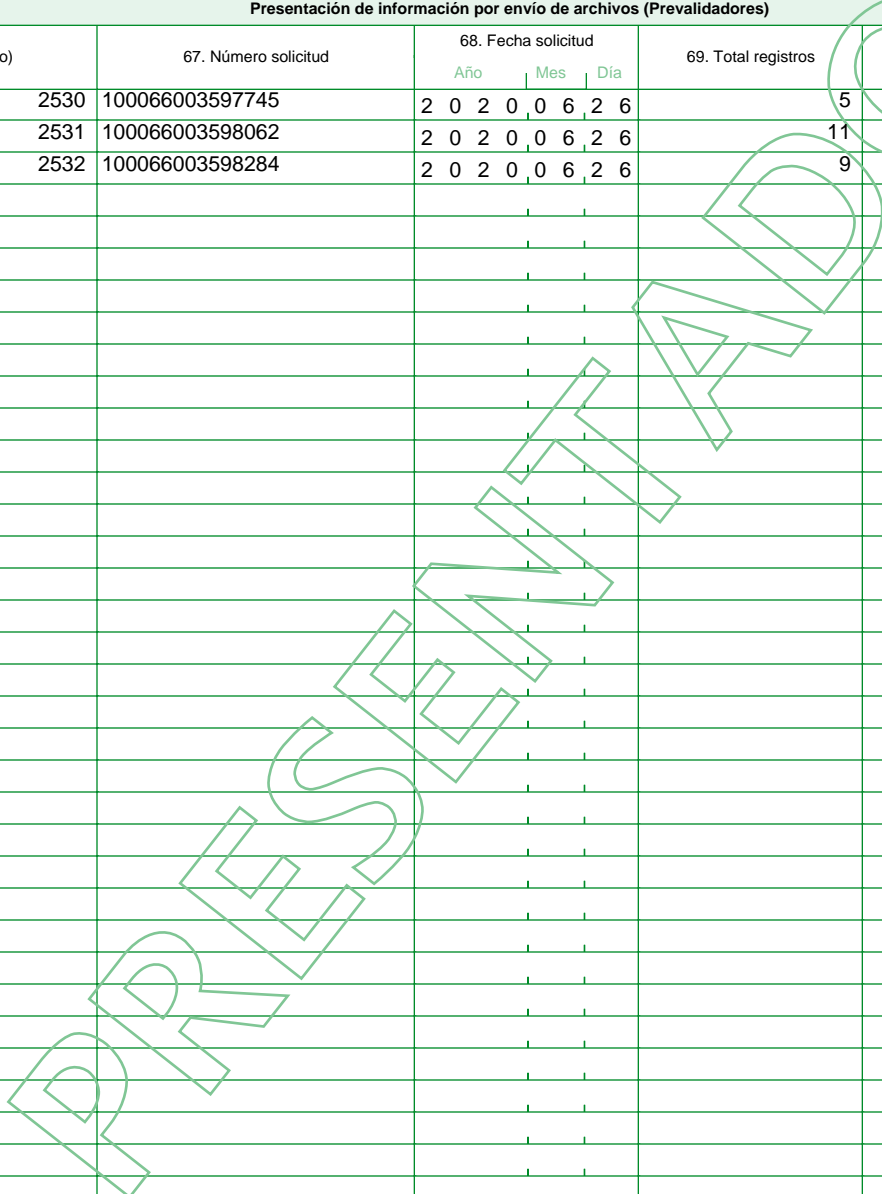 Presentación de información por envío de archivos (Prevalidadores)
o) 67. Número solicitud 68. Fecha solicitud 69. Total registros
Año Mes Día
2530 100066003597745 2 0 2 0 0 6 2 6 5
2531 100066003598062 2 0 2 0 0 6 2 6 11
2532 100066003598284 2 0 2 0 0 6 2 6 9
PRESENTADO